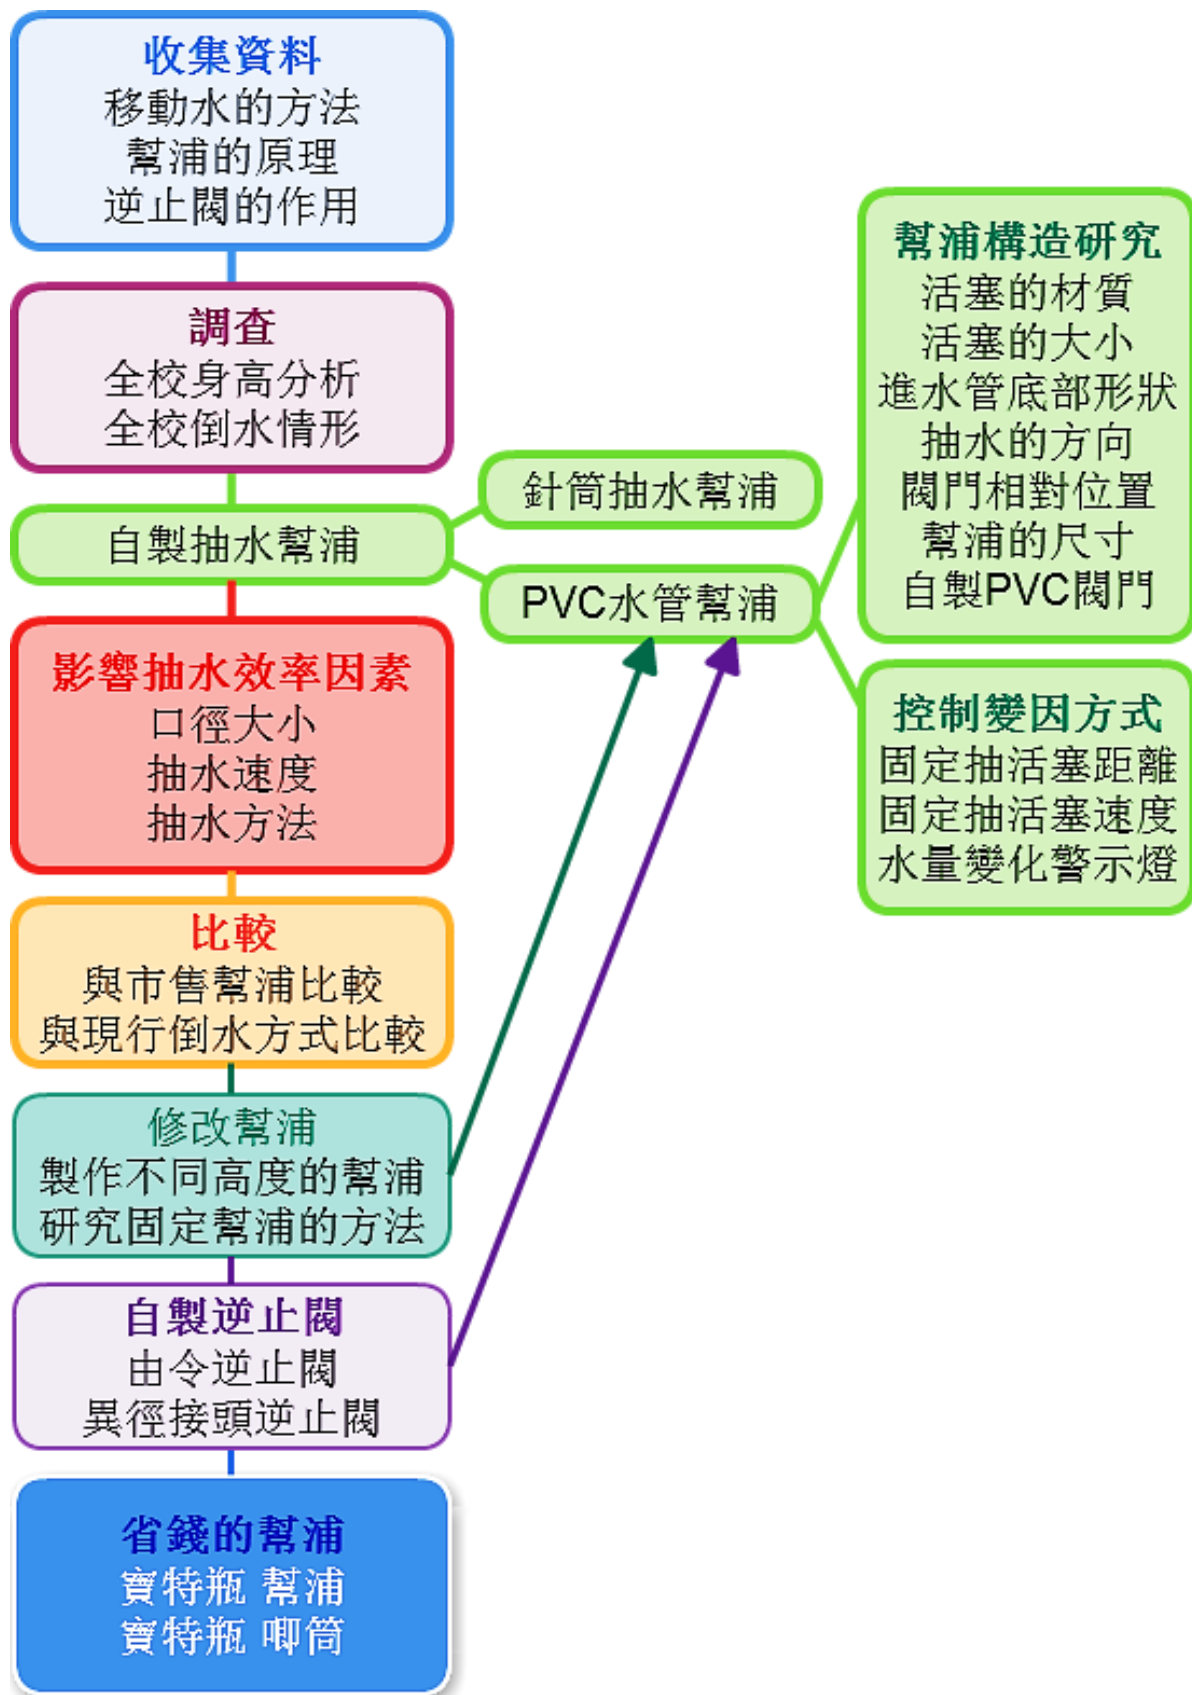 收集資料
移動水的方法
幫浦的原理
逆止閥的作用
調查
全校身高分析
全校倒水情形
自製抽水幫浦
針筒抽水幫浦
PVC水管幫浦
幫浦構造研究
活塞的材質
活塞的大小
進水管底部形狀
抽水的方向
閥門相對位置
幫浦的尺寸
自製PVC閥門
控制變因方式
固定抽活塞距離
固定抽活塞速度
水量變化警示燈
影響抽水效率因素
口徑大小
抽水速度
抽水方法
比較
與市售幫浦比較
與現行倒水方式比較
修改幫浦
製作不同高度的幫浦
研究固定幫浦的方法
自製逆止閥
由令逆止閥
異徑接頭逆止閥
省錢的幫浦
寶特瓶 幫浦
寶特瓶 唧筒